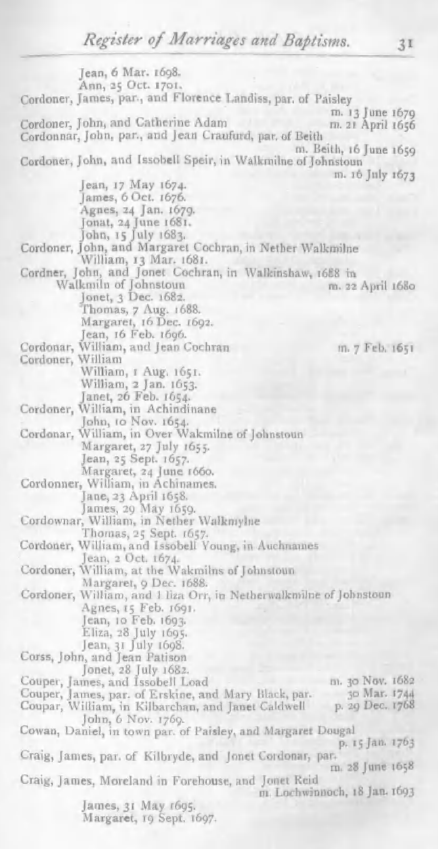 Register of Marriages and Baptisms. 31
Jean, 6 Mar. 1698.
Ann, 25 Oct. 1701.
Cordoner, James, par., and Florence Landiss, par. of Paisley
m. 13 June 1679
Cordoner, John, and Catherine Adam m. 21 April 1656
Cordonnar, John, par., and Jean Craufurd, par. of Beith
m. Beith, 16 June 1659
Cordoner, John, and Issobell Speir, in Walkmilne of Johnstoun
m. 16 July 1673
Jean, 17 May 1674.
James, 6 Oct. 1676.
Agnes, 24 Jan. 1679.
Jonat, 24 June 1681.
John, 15 July 1683.
Cordoner, John, and Margaret Cochran, in Nether Walkmilne
William, 13 Mar. 1681.
Cordner, John, and Jonet Cochran, in Walkinshaw, 1688 in
Walkmiln of Johnstoun m. 22 April 1680
Jonet, 3 Dec. 1682.
Thomas, 7 Aug. 1688.
Margaret, 16 Dec. 1692.
Jean, 16 Feb. 1696.
Cordonar, William, and Jean Cochran m. 7 Feb. 1651
Cordoner, William
William, 1 Aug. 1651.
William, 2 Jan. 1653.
Janet, 26 Feb. 1654.
Cordoner, William, in Achindinane
John, 10 Nov. 1654.
Cordonar, William, in Over Wakmilne of Johnstoun
Margaret, 27 July 1655.
Jean, 25 Sept. 1657.
Margaret, 24 June 1660.
Cordonner, William, in Achinames.
Jane, 23 April 1658.
James, 29 May 1659.
Cordownar, William, in Nether Walkmylne
Thomas, 25 Sept. 1657.
Cordoner, William, and Issobell Young, in Auchnames
Jean, 2 Oct. 1674.
Cordoner, William, at the Wakmilns of Johnstoun
Margaret, 9 Dec. 1688.
Cordoner, William, and Eliza Orr, in Netherwalkmilne of Johnstoun
Agnes, 15 Feb. 1691.
Jean, 10 Feb. 1693.
Eliza, 28 July 1695.
Jean, 31 July 1698.
Corss, John, and Jean Patison
Jonet, 28 July 1682.
Couper, James, and Issobell Load m. 30 Nov. 1682
Couper, James, par. of Erskine, and Mary Black, par. 30 Mar. 1744
Coupar, William, in Kilbarchan, and Janet Caldwell p. 29 Dec. 1768
John, 6 Nov. 1769.
Cowan, Daniel, in town par. of Paisley, and Margaret Dougal
p. 15 Jan. 1763
Craig, James, par. of Kilbryde, and Jonet Cordonar, par.
m. 28 June 1658
Craig, James, Moreland in Forehouse, and Jonet Reid
m. Lochwinnoch, 18 Jan. 1693
James, 31 May 1695.
Margaret, 19 Sept. 1697.